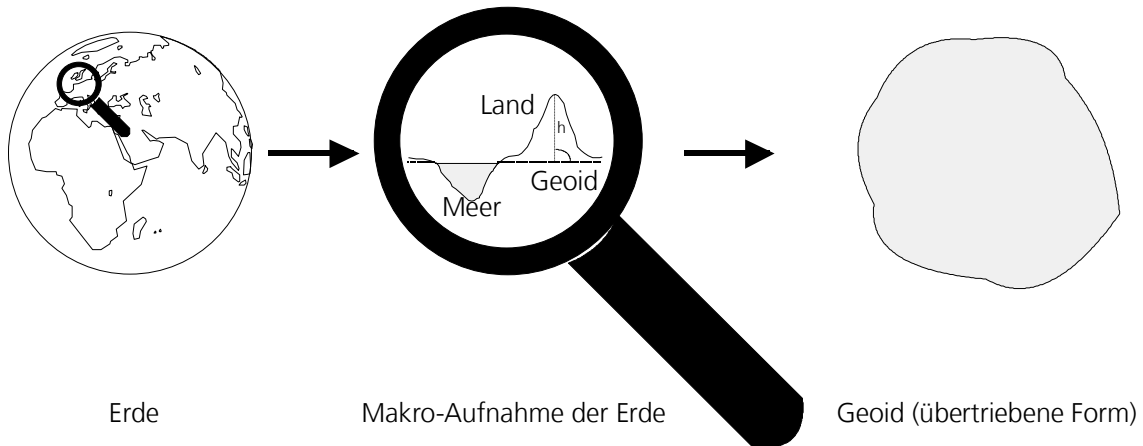 Land
h
Geoid
Meer
Erde
Makro-Aufnahme der Erde
Geoid (übertriebene Form)